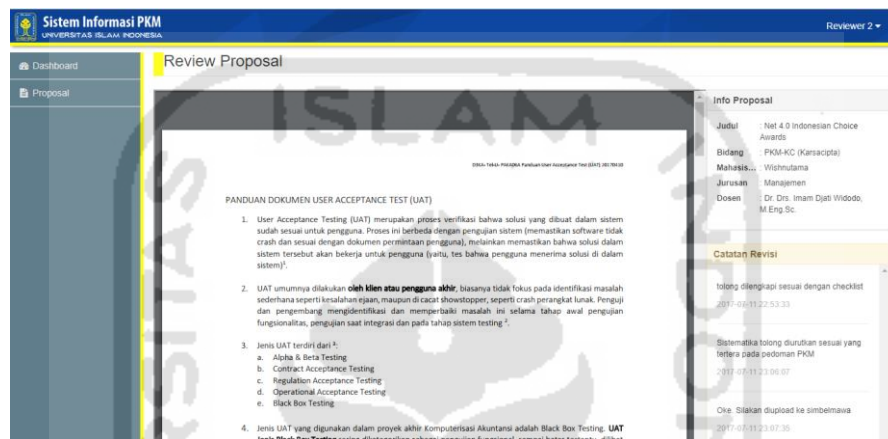 Sistem Informasi PKM
UNIVERSITAS ISLAM INDONESIA
Reviewer 2
Dashboard
Proposal
Review Proposal
PANDUAN DOKUMEN USER ACCEPTANCE TEST (UAT)
1. User Acceptance Testing (UAT) merupakan proses verifikasi bahwa solusi yang dibuat dalam sistem
sudah sesuai untuk pengguna. Proses ini berbeda dengan pengujian sistem (memastikan software tidak
crash dan sesuai dengan dokumen permintaan pengguna), melainkan memastikan bahwa solusi dalam
sistem tersebut akan bekerja untuk pengguna (yaitu, tes bahwa pengguna menerima solusi di dalam
sistem)¹.
2. UAT umumnya dilakukan oleh klien atau pengguna akhir, biasanya tidak fokus pada identifikasi masalah
sederhana seperti kesalahan ejaan, maupun di cacat showstopper, seperti crash perangkat lunak. Penguji
dan pengembang mengidentifikasi dan memperbaiki masalah ini selama tahap awal pengujian
fungsionalitas, pengujian saat integrasi dan pada tahap sistem testing ².
3. Jenis UAT terdiri dari ³:
a. Alpha & Beta Testing
b. Contract Acceptance Testing
c. Regulation Acceptance Testing
d. Operational Acceptance Testing
e. Black Box Testing
4. Jenis UAT yang digunakan dalam proyek akhir Komputerisasi Akuntansi adalah Black Box Testing. UAT
Info Proposal
Judul : Net 4.0 Indonesian Choice
Awards
Bidang : PKM-KC (Karsacipta)
Mahasis... : Wishnutama
Jurusan : Manajemen
Dosen : Dr. Drs. Imam Djati Widodo,
M.Eng.Sc.
Catatan Revisi
tolong dilengkapi sesuai dengan checklist
2017-06-11 22:53:33
Sistematika tolong diurutkan sesuai yang
tertera pada pedoman PKM
2017-07-11 23:06:07
Oke. Silakan diupload ke simbelmawa
2017-07-11 23:07:35
ISLAM